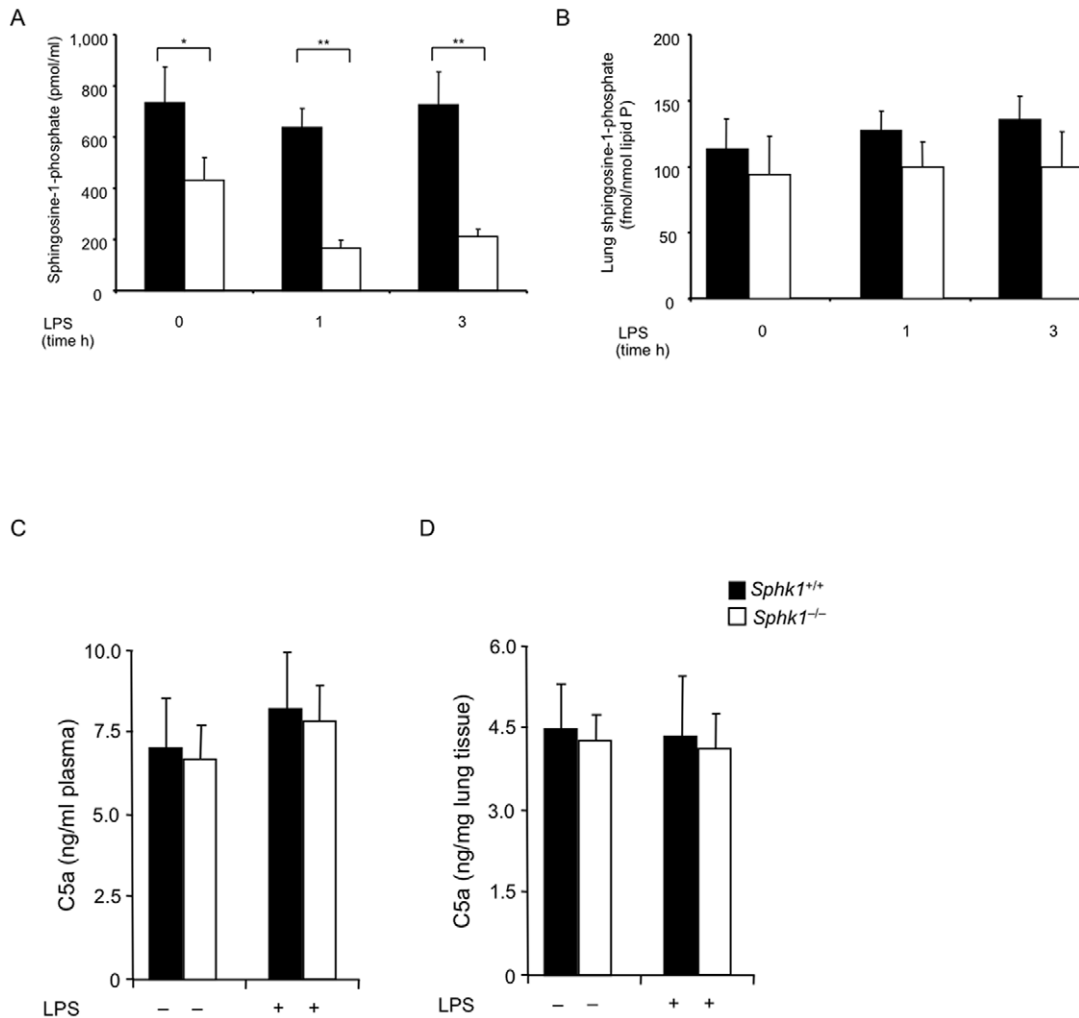 A
Sphingosine-1-phosphate (pmol/ml)
1,000
800
600
400
200
0
*
**
**
LPS
(time h)
0
1
3
B
Lung shpingosine-1-phosphate
(fmol/nmol lipid P)
200
150
100
50
0
LPS
(time h)
0
1
3
C
C5a (ng/ml plasma)
10.0
7.5
5.0
2.5
0
LPS
– –
+ +
D
Sphk1+/+
Sphk1–/–
C5a (ng/mg lung tissue)
6.0
4.5
3.0
1.5
0
LPS
– –
+ +